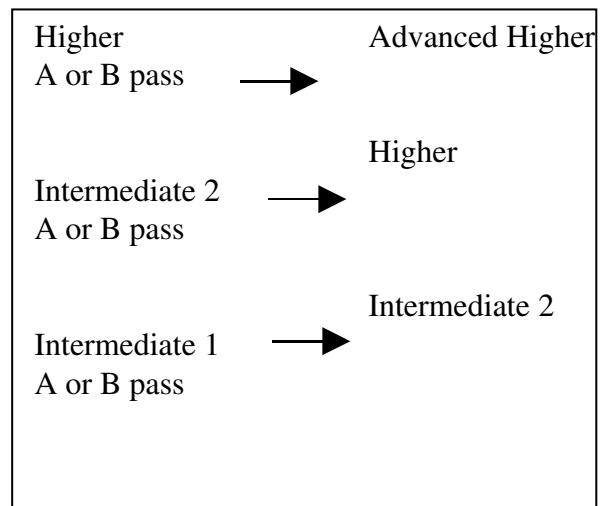 Higher
Advanced Higher
A or B pass
Higher
Intermediate 2
A or B pass
Intermediate 2
Intermediate 1
A or B pass